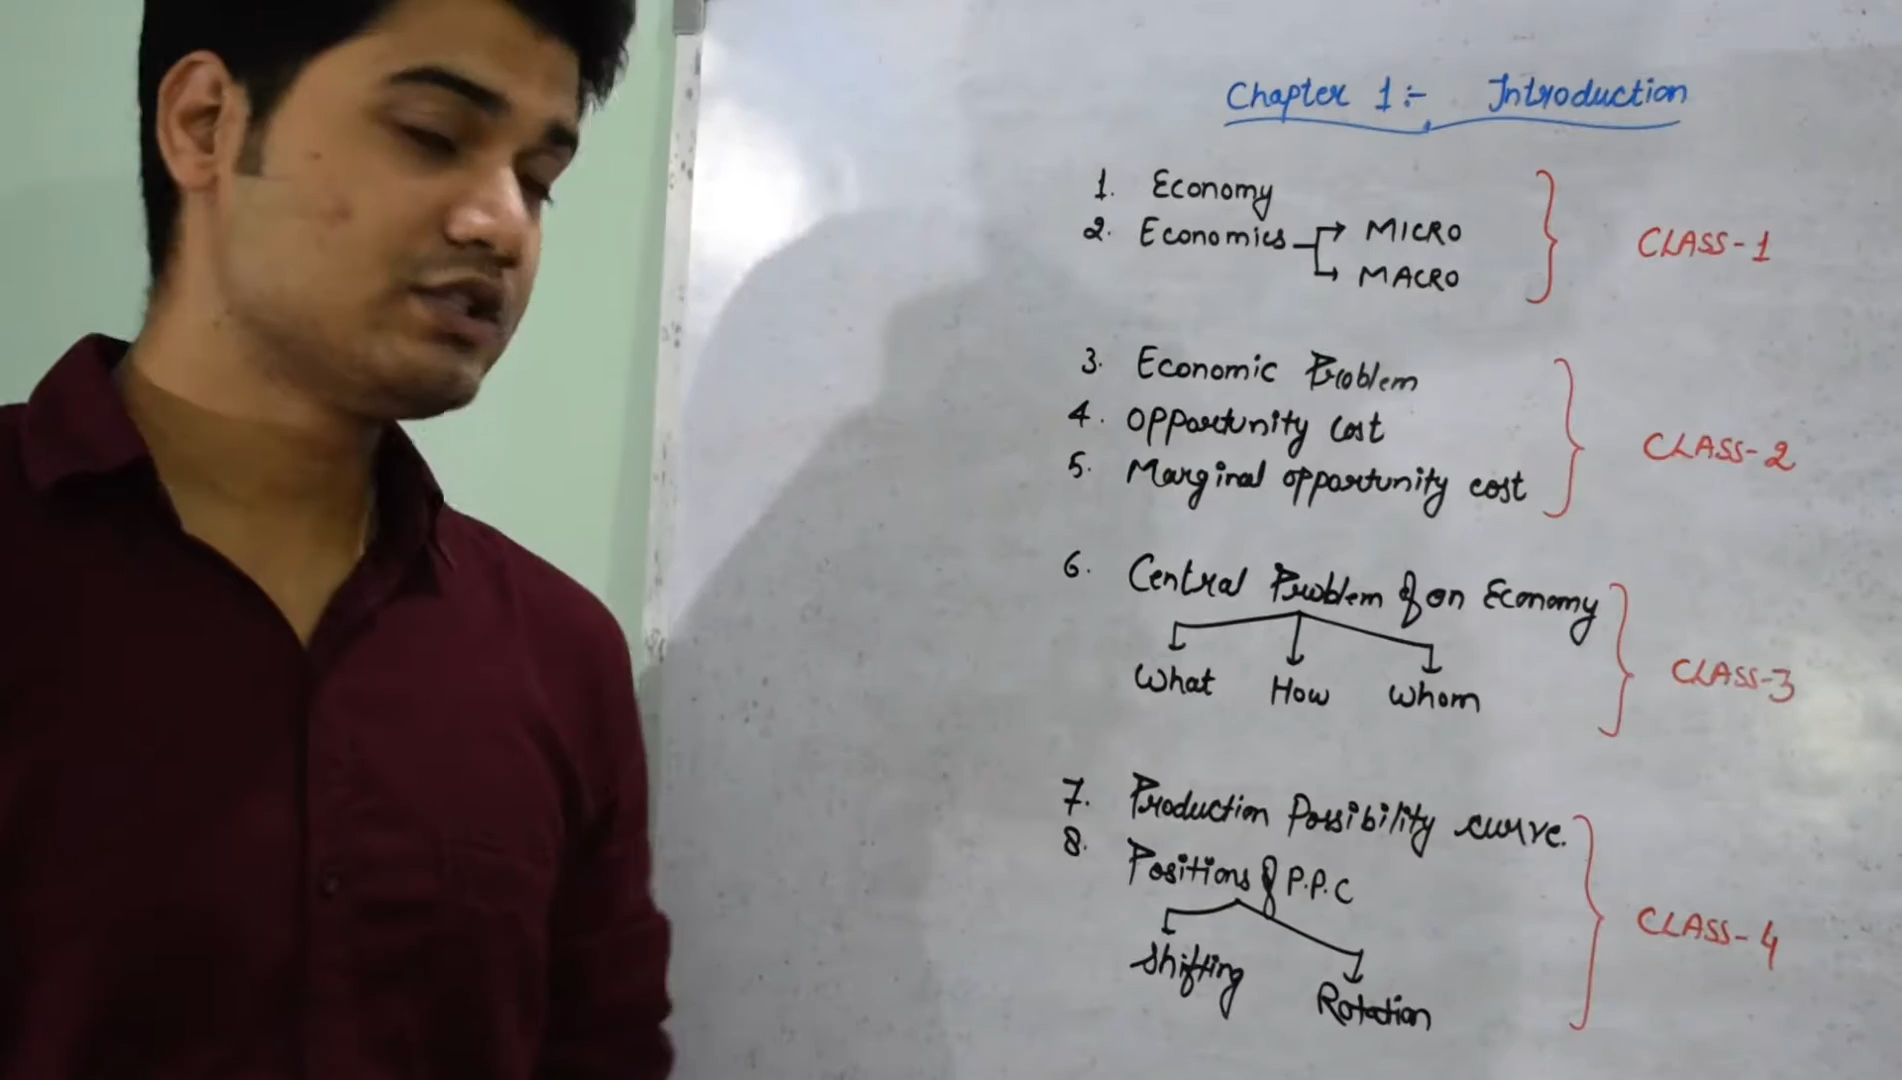 Chapter 1:- Introduction
1. Economy
2. Economics → MICRO
→ MACRO
CLASS-1
3. Economic Problem
4. Opportunity Cost
5. Marginal opportunity cost
CLASS-2
6. Central Problem of an Economy
What How Whom
CLASS-3
7. Production Possibility curve.
8. Positions of P.P.C
Shifting Rotation
CLASS-4